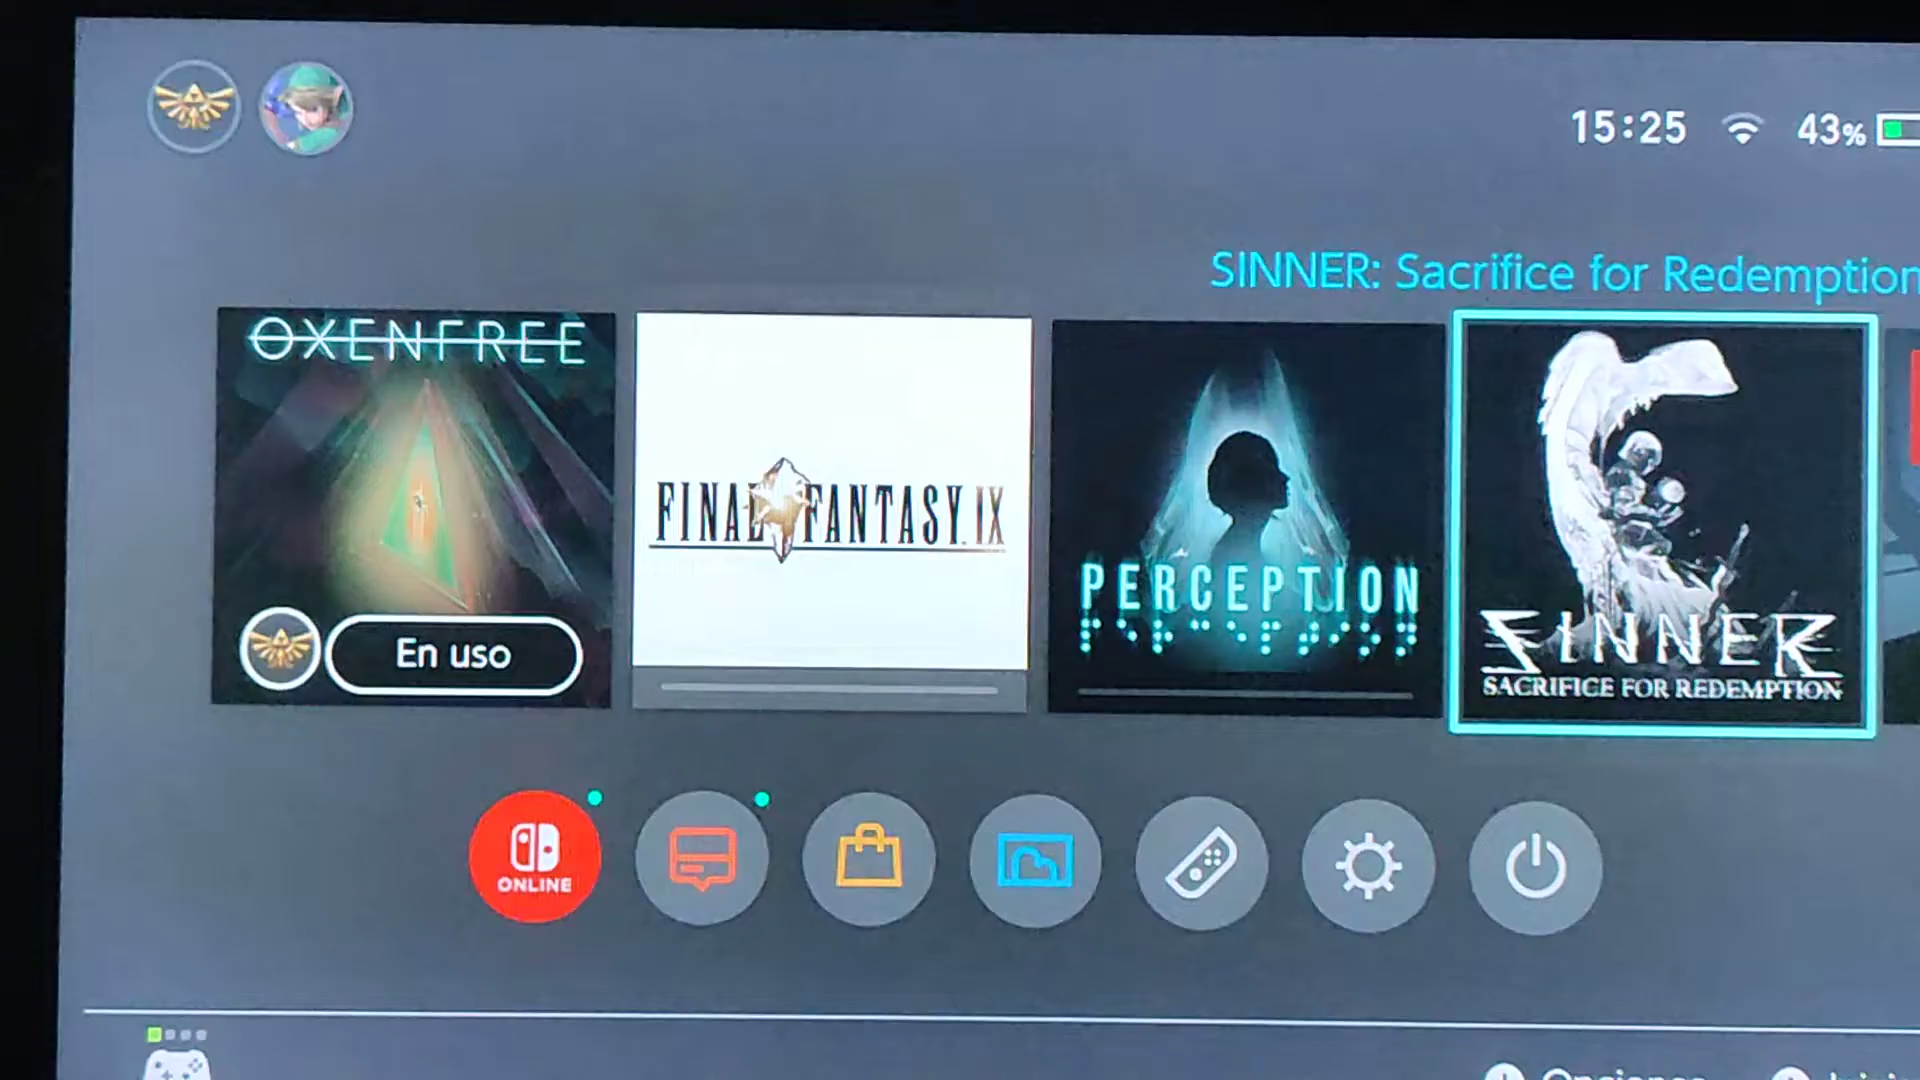 15:25 43%
SINNER: Sacrifice for Redemption
OXENFREE
FINAL FANTASY IX
PERCEPTION
SINNER
SACRIFICE FOR REDEMPTION
En uso
ONLINE
Opciones